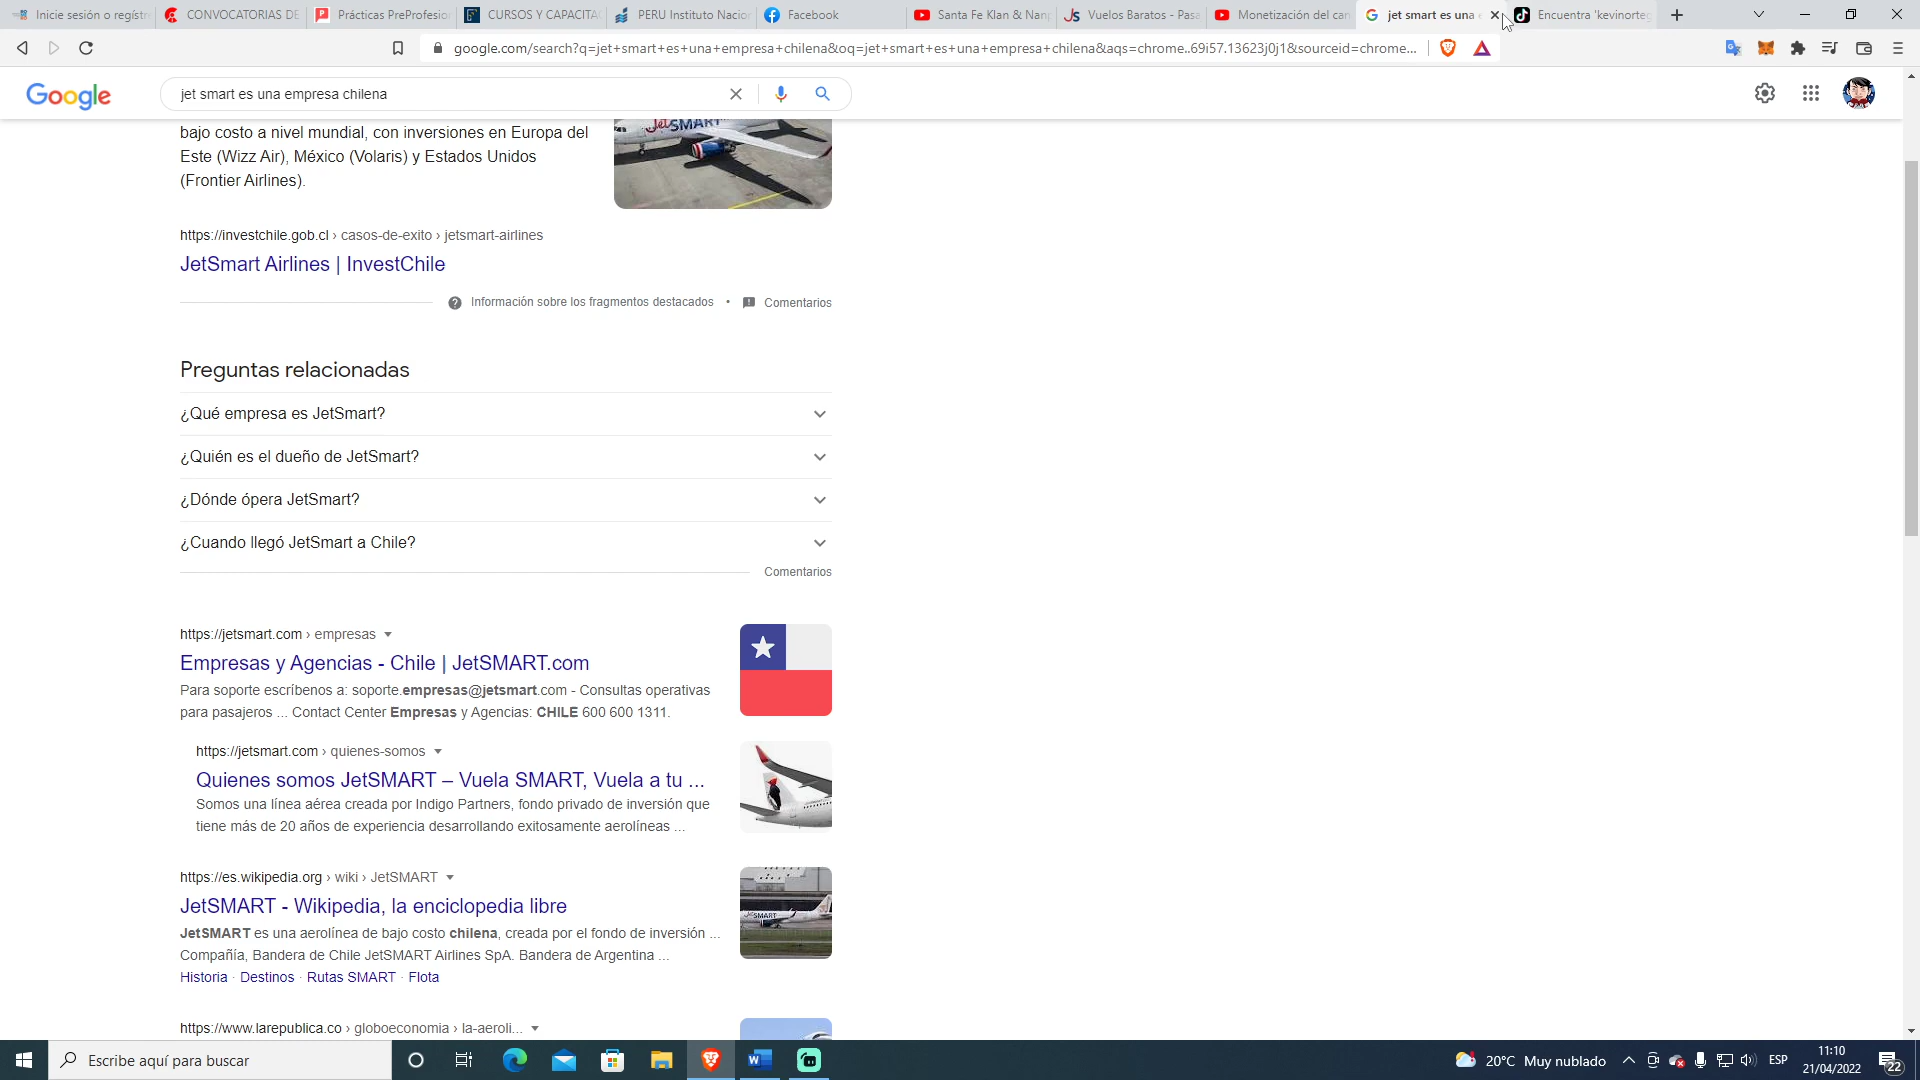 Inicie sesión o regístr
CONVOCATORIAS DE
Prácticas PreProfesion
CURSOS Y CAPACITA
PERU Instituto Nacion
Facebook
Santa Fe Klan & Nanp
Vuelos Baratos - Pasa
Monetización del can
jet smart es una e
Encuentra 'kevinorteg
google.com/search?q=jet+smart+es+una+empresa+chilena&oq=jet+smart+es+una+empresa+chilena&aqs=chrome..69i57.13623j0j1&sourceid=chrome...
Google
jet smart es una empresa chilena
bajo costo a nivel mundial, con inversiones en Europa del
Este (Wizz Air), México (Volaris) y Estados Unidos
(Frontier Airlines).
JetSMART
https://investchile.gob.cl › casos-de-exito › jetsmart-airlines
JetSmart Airlines | InvestChile
Información sobre los fragmentos destacados • Comentarios
Preguntas relacionadas
¿Qué empresa es JetSmart?
¿Quién es el dueño de JetSmart?
¿Dónde ópera JetSmart?
¿Cuando llegó JetSmart a Chile?
Comentarios
https://jetsmart.com › empresas
Empresas y Agencias - Chile | JetSMART.com
Para soporte escríbenos a: soporte.empresas@jetsmart.com - Consultas operativas
para pasajeros ... Contact Center Empresas y Agencias: CHILE 600 600 1311.
https://jetsmart.com › quienes-somos
Quienes somos JetSMART – Vuela SMART, Vuela a tu ...
Somos una línea aérea creada por Indigo Partners, fondo privado de inversión que
tiene más de 20 años de experiencia desarrollando exitosamente aerolíneas ...
https://es.wikipedia.org › wiki › JetSMART
JetSMART - Wikipedia, la enciclopedia libre
JetSMART es una aerolínea de bajo costo chilena, creada por el fondo de inversión ...
Compañía, Bandera de Chile JetSMART Airlines SpA. Bandera de Argentina ...
Historia · Destinos · Rutas SMART · Flota
https://www.larepublica.co › globoeconomia › la-aeroli...
Escribe aquí para buscar
20°C Muy nublado
ESP
11:10
21/04/2022
22